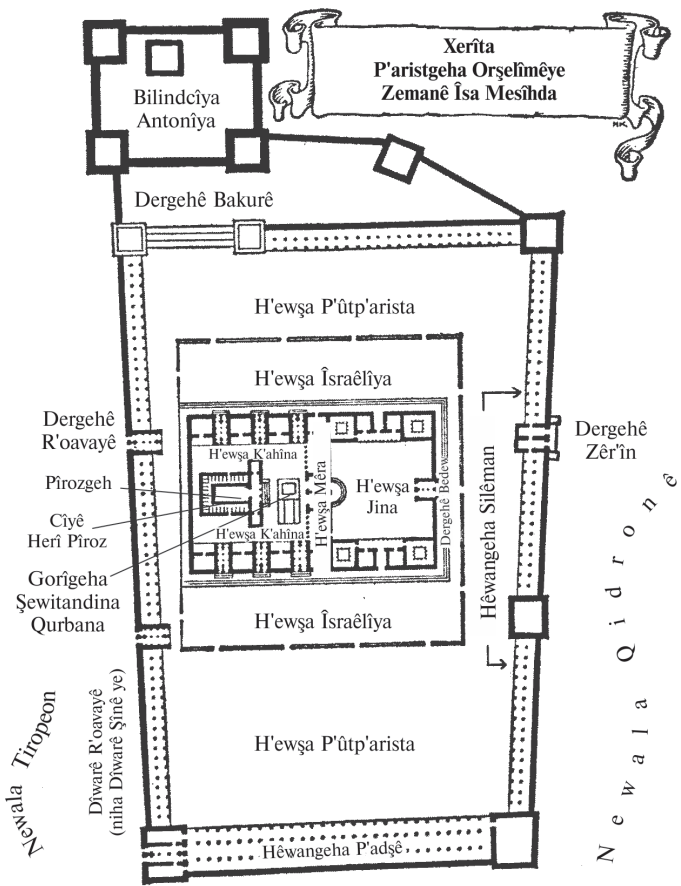 Xerîta
P'aristgeha Orşelîmêye
Zemanê Îsa Mesîhda
Bilindcîya
Antonîya
Dergehê Bakurê
H'ewşa P'ûtp'arista
H'ewşa Îsraêlîya
Dergehê
R'oavayê
Pîrozgeh
Cîyê
Herî Pîroz
Gorîgeha
Şewitandina
Qurbana
H'ewşa K'ahîna
H'ewşa K'ahîna
H'ewşa Mêra
H'ewşa
Jina
Dergehê Bedew
Hêwangeha Silêman
Dergehê
Zêr'în
H'ewşa Îsraêlîya
H'ewşa P'ûtp'arista
Dîwarê R'oavayê
(niha Dîwarê Şînê ye)
Newala Tiropeon
Newala Qidronê
Hêwangeha P'adşê